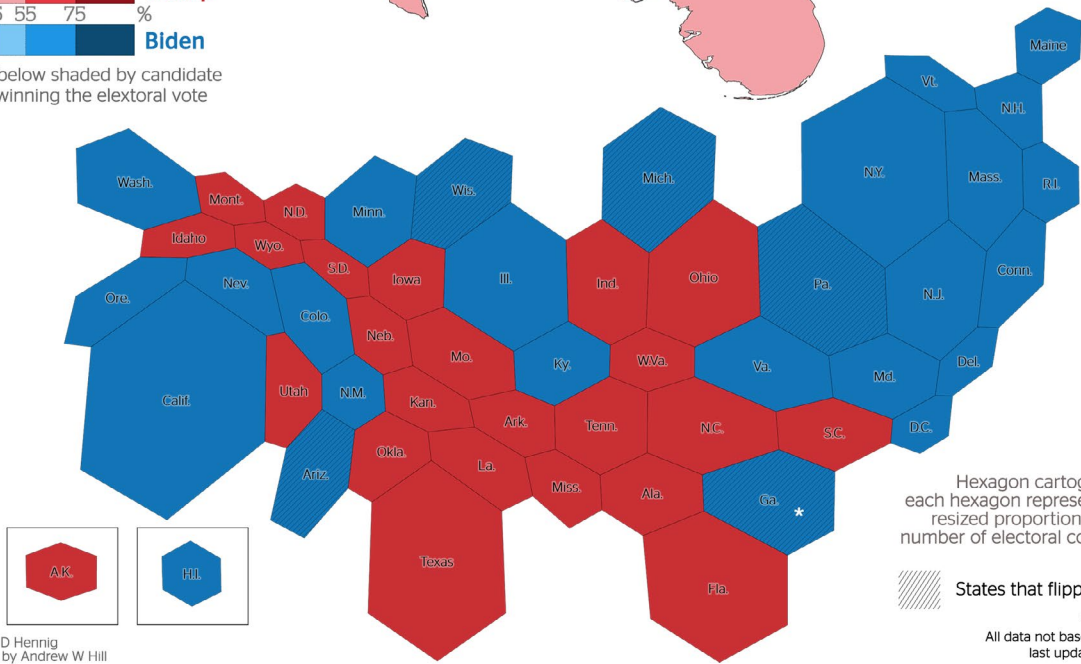 55 75 %
Biden
below shaded by candidate
winning the elextoral vote
Maine
Vt.
N.H.
Wash.
Mont.
N.D.
Minn.
Wis.
Mich.
N.Y.
Mass.
R.I.
Idaho
Wyo.
S.D.
Iowa
Ill.
Ind.
Ohio
Pa.
N.J.
Conn.
Ore.
Nev.
Colo.
Neb.
Mo.
Ky.
W.Va.
Va.
Md.
Del.
Calif.
Utah
N.M.
Kan.
Ark.
Tenn.
N.C.
S.C.
D.C.
Ariz.
Okla.
La.
Miss.
Ala.
Ga.
*
Texas
Fla.
A.K.
H.I.
Hexagon cartog
each hexagon represe
resized proportion
number of electoral co
States that flipp
All data not bas
last upda
D Hennig
by Andrew W Hill